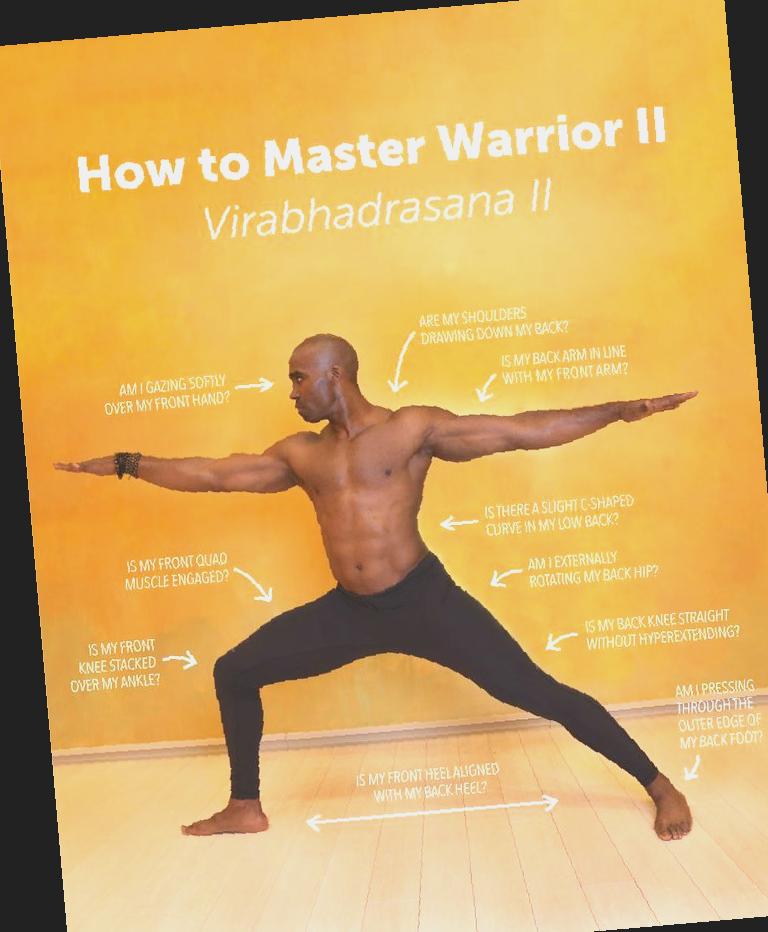 How to Master Warrior II
Virabhadrasana II
ARE MY SHOULDERS
DRAWING DOWN MY BACK?
IS MY BACK ARM IN LINE
WITH MY FRONT ARM?
AM I GAZING SOFTLY
OVER MY FRONT HAND?
IS THERE A SLIGHT C-SHAPED
CURVE IN MY LOW BACK?
IS MY FRONT QUAD
MUSCLE ENGAGED?
AM I EXTERNALLY
ROTATING MY BACK HIP?
IS MY FRONT
KNEE STACKED
OVER MY ANKLE?
IS MY BACK KNEE STRAIGHT
WITHOUT HYPEREXTENDING?
AM I PRESSING
THROUGH THE
OUTER EDGE OF
MY BACK FOOT?
IS MY FRONT HEEL ALIGNED
WITH MY BACK HEEL?